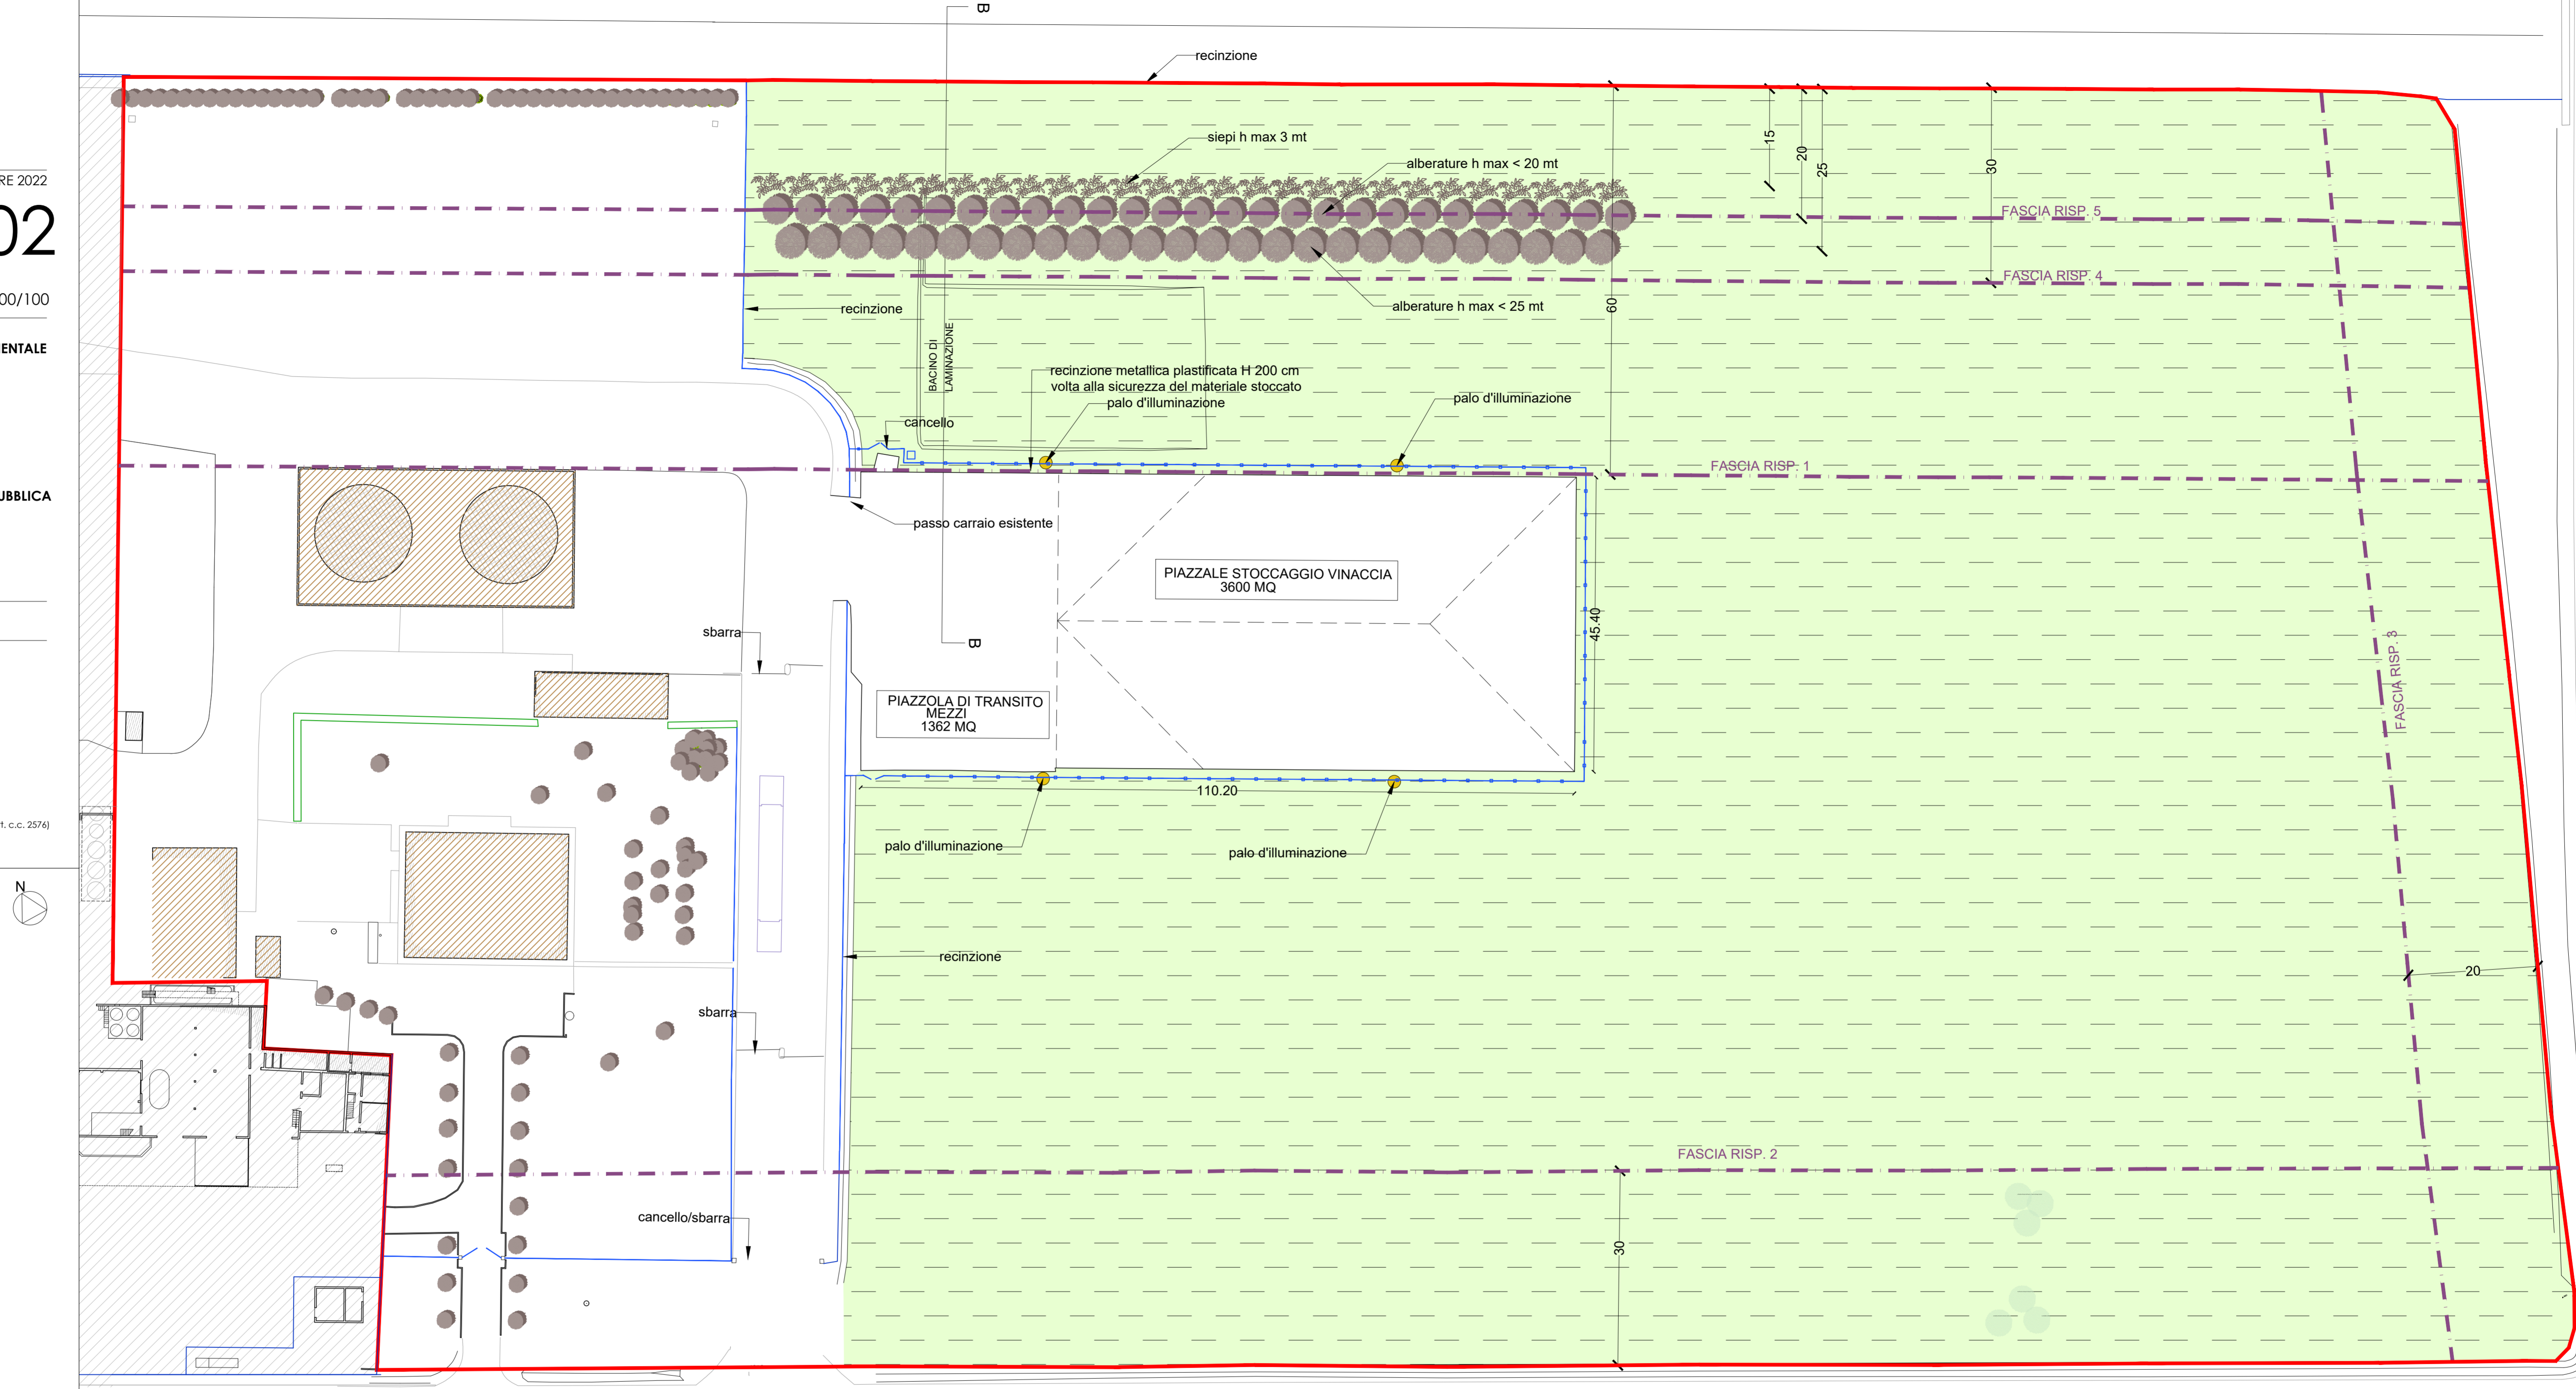 RE 2022
02
00/100
IENTALE
UBBLICA
t. c.c. 2576)
N
B
recinzione
siepi h max 3 mt
alberature h max < 20 mt
15
20
25
30
FASCIA RISP. 5
FASCIA RISP. 4
alberature h max < 25 mt
60
recinzione
BACINO DI
LAMINAZIONE
recinzione metallica plastificata H 200 cm
volta alla sicurezza del materiale stoccato
palo d'illuminazione
palo d'illuminazione
cancello
FASCIA RISP. 1
passo carraio esistente
PIAZZALE STOCCAGGIO VINACCIA
3600 MQ
45.40
sbarra
B
PIAZZOLA DI TRANSITO
MEZZI
1362 MQ
FASCIA RISP. 3
110.20
palo d'illuminazione
palo d'illuminazione
recinzione
20
sbarra
FASCIA RISP. 2
cancello/sbarra
30